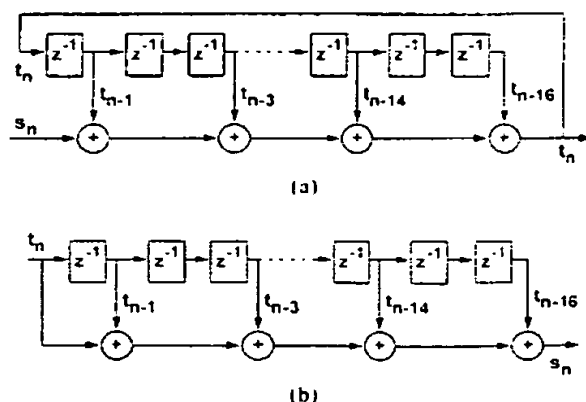 z⁻¹ z⁻¹ z⁻¹ z⁻¹ z⁻¹ z⁻¹
tₙ
tₙ₋₁ tₙ₋₃ tₙ₋₁₄ tₙ₋₁₆
sₙ + + + +
tₙ
(a)
tₙ z⁻¹ z⁻¹ z⁻¹ z⁻¹ z⁻¹ z⁻¹
tₙ₋₁ tₙ₋₃ tₙ₋₁₄ tₙ₋₁₆
+ + + +
sₙ
(b)